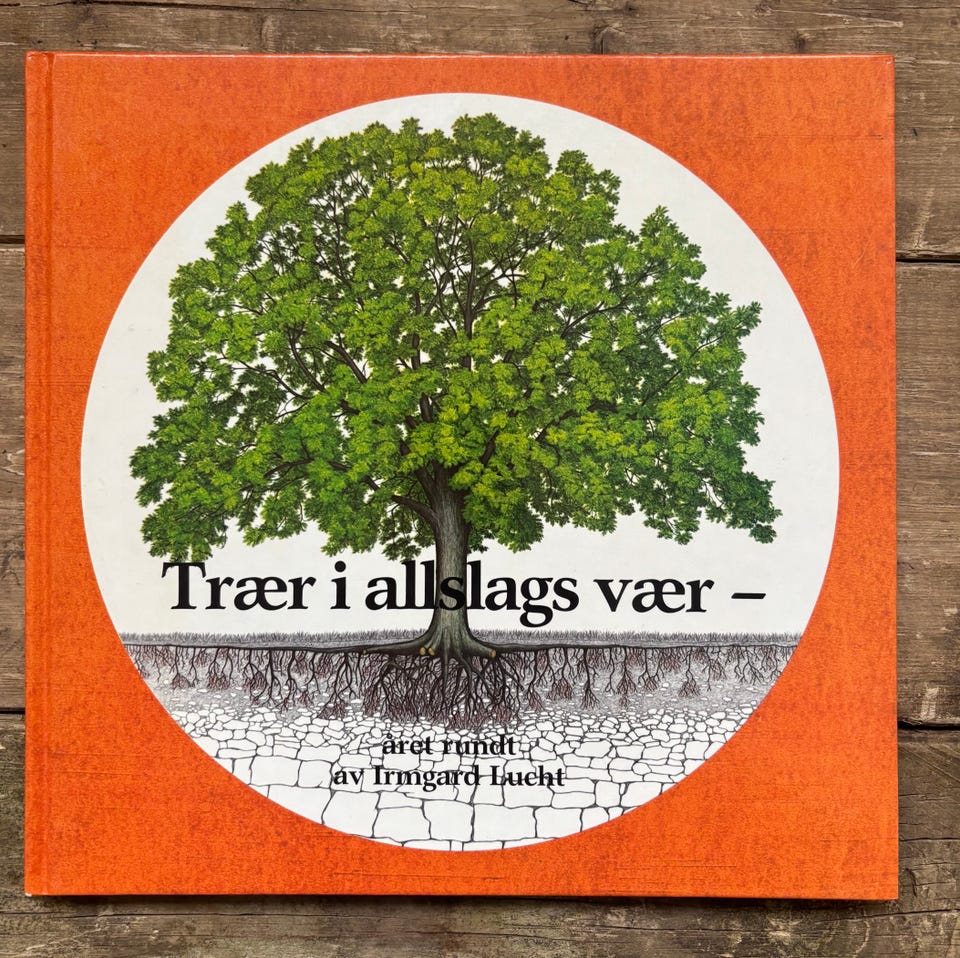 Trær i allslags vær –
året rundt
av Irmgard Lucht